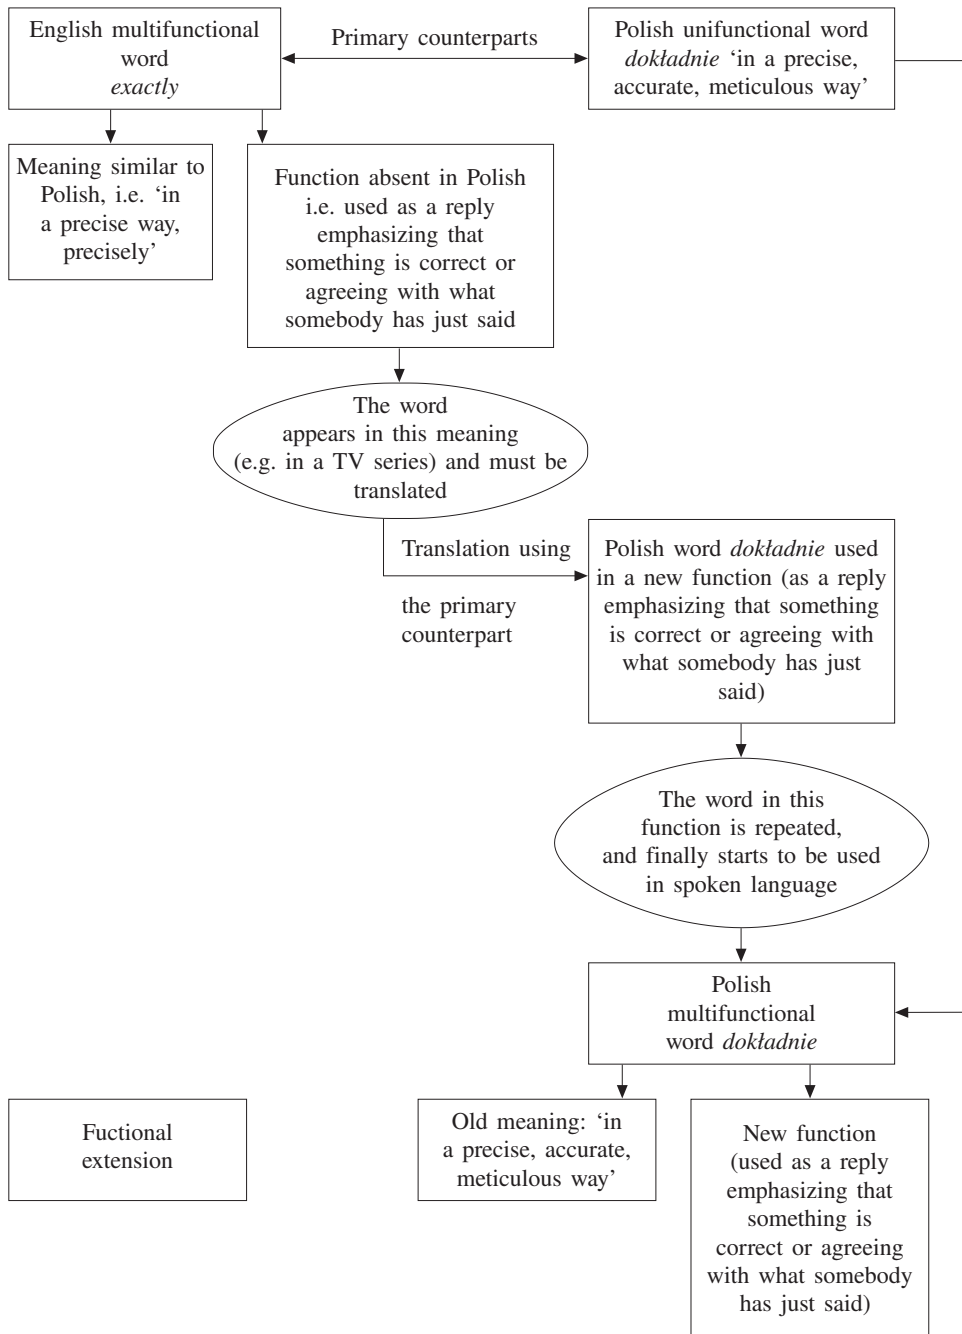 English multifunctional
word
exactly
Primary counterparts
Polish unifunctional word
dokładnie ‘in a precise,
accurate, meticulous way’
Meaning similar to
Polish, i.e. ‘in
a precise way,
precisely’
Function absent in Polish
i.e. used as a reply
emphasizing that
something is correct or
agreeing with what
somebody has just said
The word
appears in this meaning
(e.g. in a TV series) and must be
translated
Translation using
the primary
counterpart
Polish word dokładnie used
in a new function (as a reply
emphasizing that something
is correct or agreeing with
what somebody has just
said)
The word in this
function is repeated,
and finally starts to be used
in spoken language
Polish
multifunctional
word dokładnie
Fuctional
extension
Old meaning: ‘in
a precise, accurate,
meticulous way’
New function
(used as a reply
emphasizing that
something is
correct or agreeing
with what somebody
has just said)